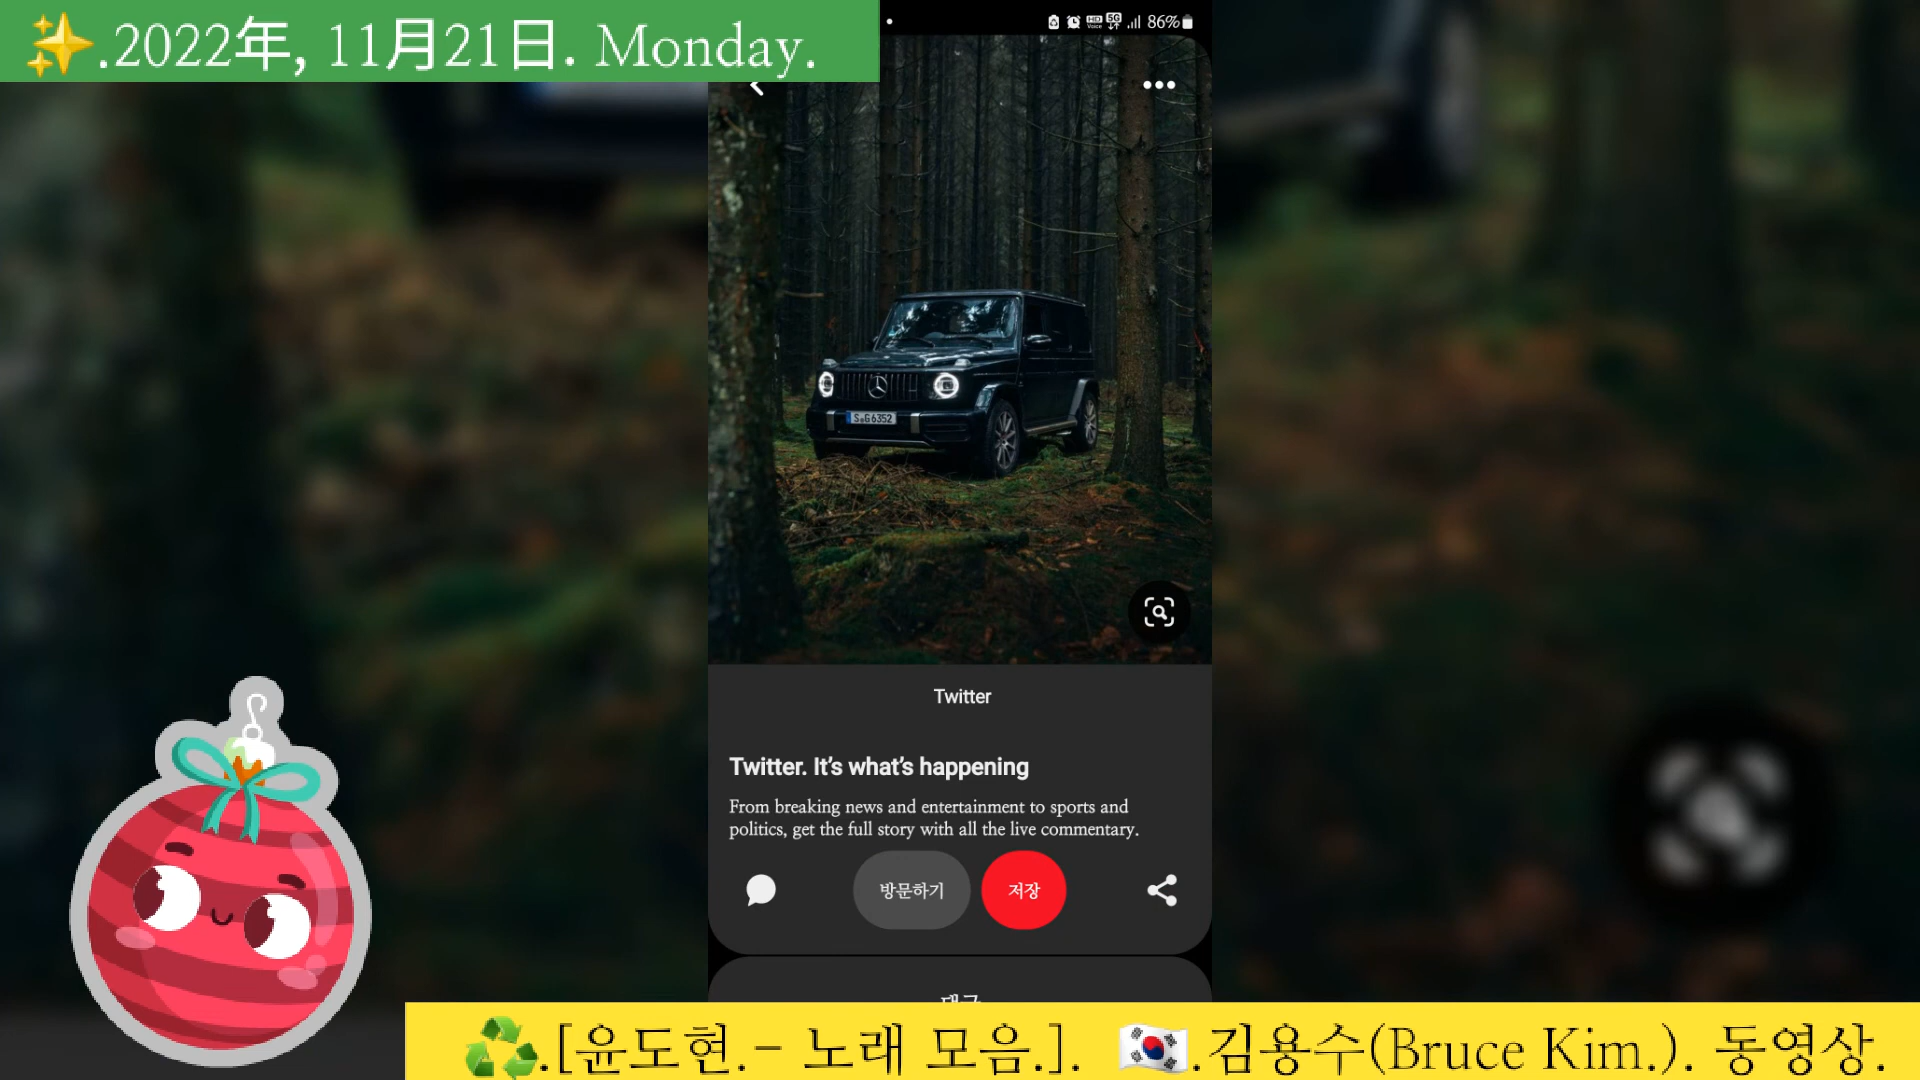 ✨.2022年, 11月21日. Monday.
86%
S G 6352
Twitter
Twitter. It's what's happening
From breaking news and entertainment to sports and
politics, get the full story with all the live commentary.
방문하기
저장
♻️.[윤도현.- 노래 모음.]. 🇰🇷.김용수(Bruce Kim.). 동영상.